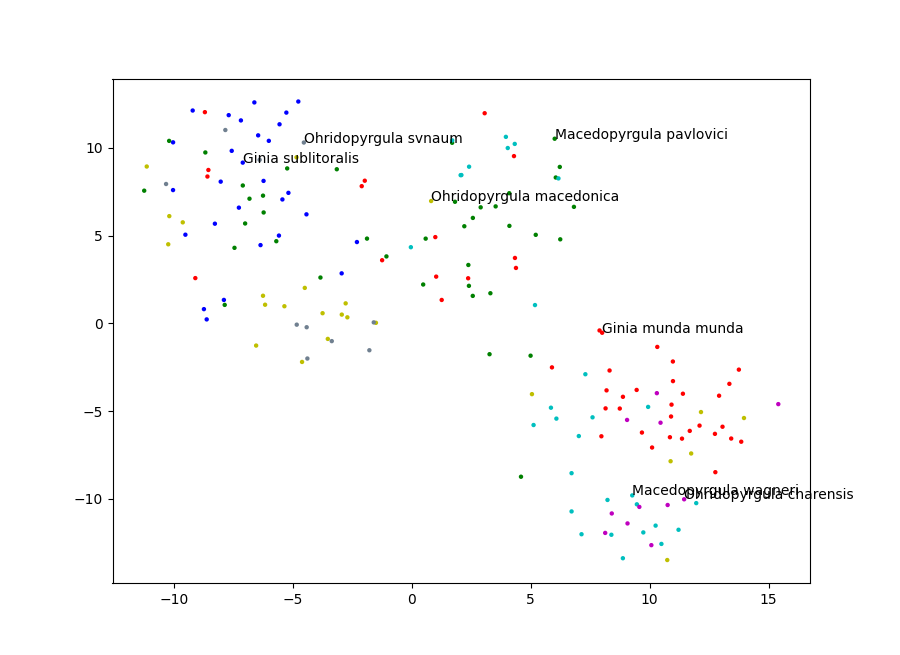 10
5
0
−5
−10
Ohridopyrgula svnaum
Macedopyrgula pavlovici
Ginia sublitoralis
Ohridopyrgula macedonica
Ginia munda munda
Macedopyrgula wagneri
Ohridopyrgula charensis
−10
−5
0
5
10
15